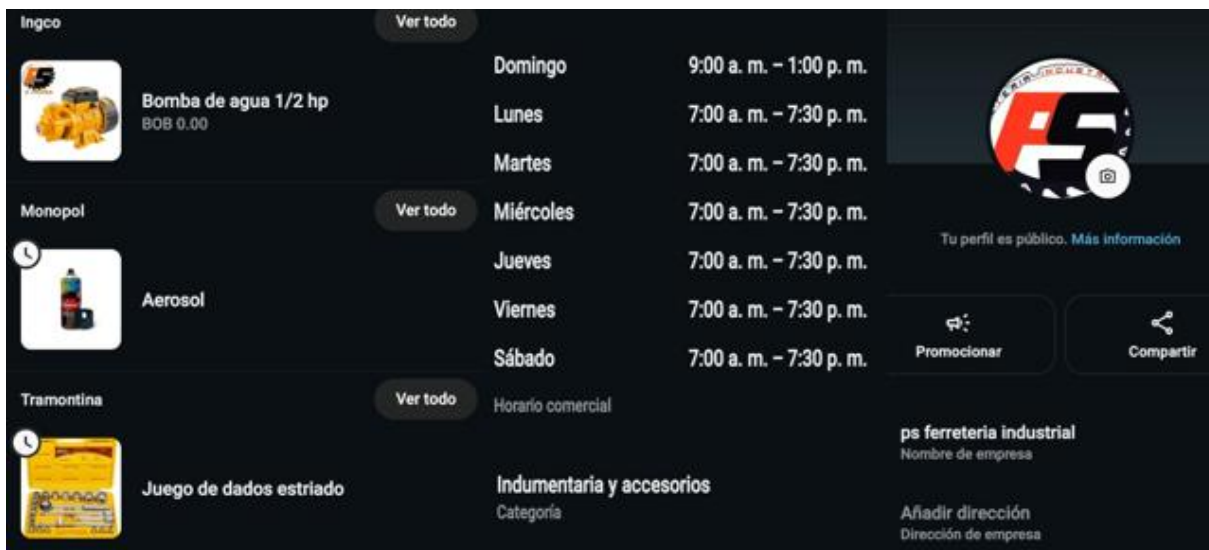 Ingco
Ver todo
Bomba de agua 1/2 hp
BOB 0.00
Monopol
Ver todo
Aerosol
Tramontina
Ver todo
Juego de dados estriado
Domingo 9:00 a. m. – 1:00 p. m.
Lunes 7:00 a. m. – 7:30 p. m.
Martes 7:00 a. m. – 7:30 p. m.
Miércoles 7:00 a. m. – 7:30 p. m.
Jueves 7:00 a. m. – 7:30 p. m.
Viernes 7:00 a. m. – 7:30 p. m.
Sábado 7:00 a. m. – 7:30 p. m.
Horario comercial
Indumentaria y accesorios
Categoría
PS
Tu perfil es público. Más información
Promocionar
Compartir
ps ferreteria industrial
Nombre de empresa
Añadir dirección
Dirección de empresa